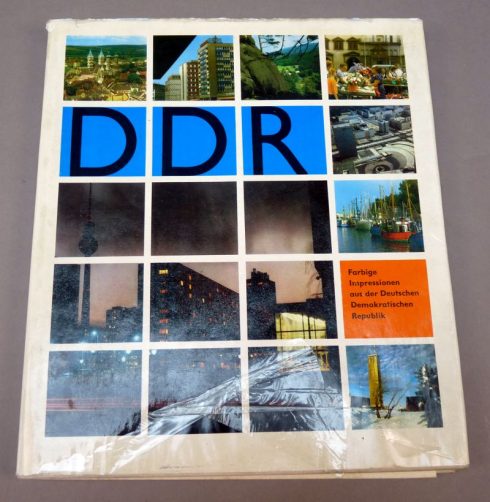 DDR
Farbige
Impressionen
aus der Deutschen
Demokratischen
Republik